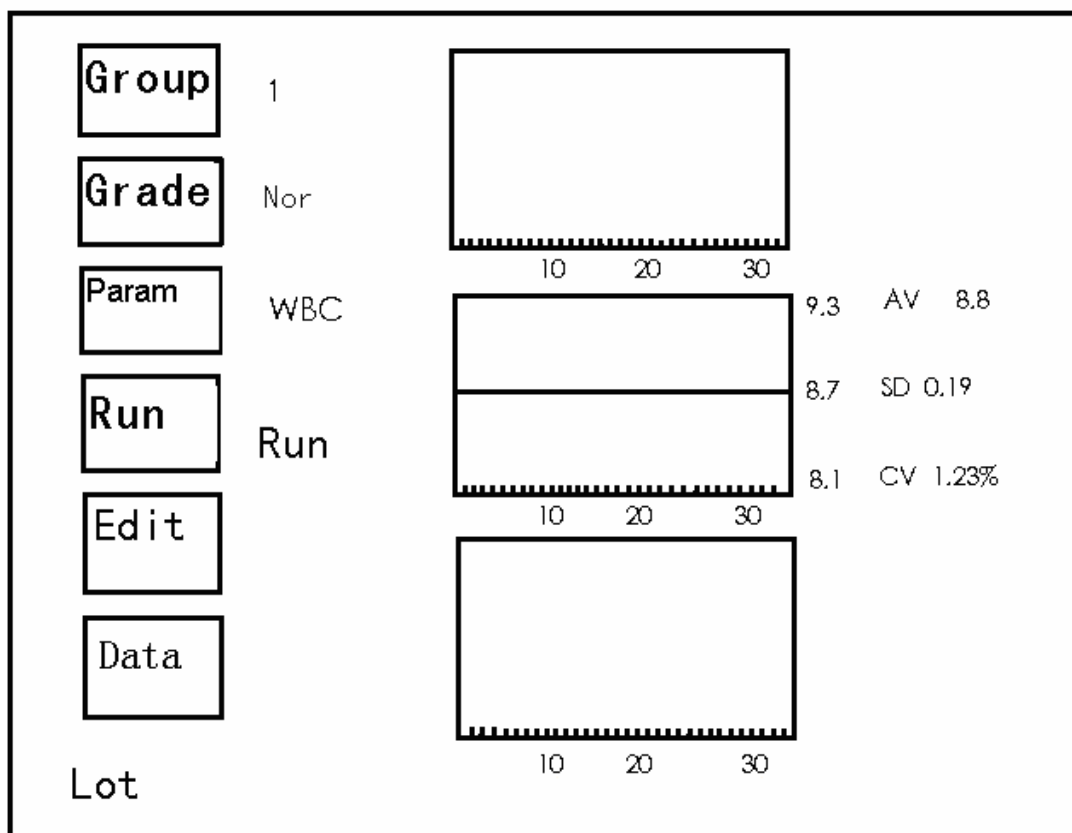 Group 1
Grade Nor
10 20 30
Param WBC
9.3 AV 8.8
Run Run
8.7 SD 0.19
8.1 CV 1.23%
10 20 30
Edit
Data
10 20 30
Lot